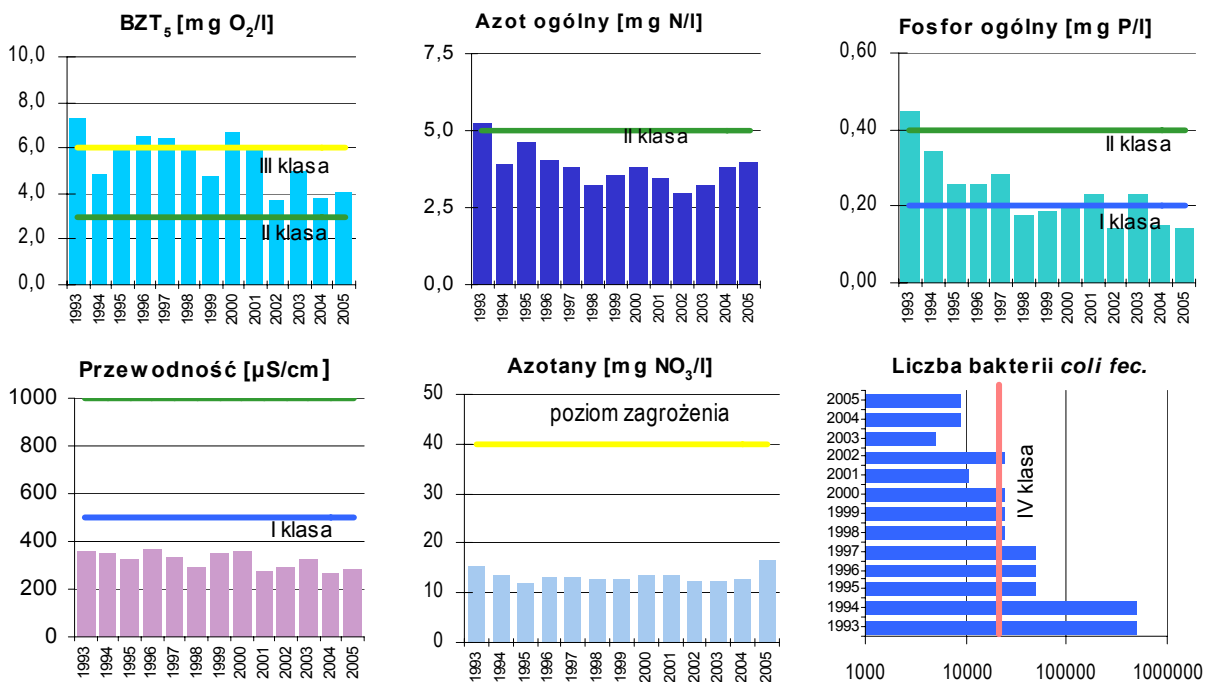 BZT₅ [mg O₂/l]
10,0
8,0
6,0
4,0
2,0
0,0
III klasa
II klasa
1993 1994 1995 1996 1997 1998 1999 2000 2001 2002 2003 2004 2005
Azot ogólny [mg N/l]
7,5
5,0
2,5
0,0
II klasa
1993 1994 1995 1996 1997 1998 1999 2000 2001 2002 2003 2004 2005
Fosfor ogólny [mg P/l]
0,60
0,40
0,20
0,00
II klasa
I klasa
1993 1994 1995 1996 1997 1998 1999 2000 2001 2002 2003 2004 2005
Przewodność [µS/cm]
1000
800
600
400
200
0
I klasa
1993 1994 1995 1996 1997 1998 1999 2000 2001 2002 2003 2004 2005
Azotany [mg NO₃/l]
50
40
30
20
10
0
poziom zagrożenia
1993 1994 1995 1996 1997 1998 1999 2000 2001 2002 2003 2004 2005
Liczba bakterii coli fec.
2005
2004
2003
2002
2001
2000
1999
1998
1997
1996
1995
1994
1993
IV klasa
1000 10000 100000 1000000